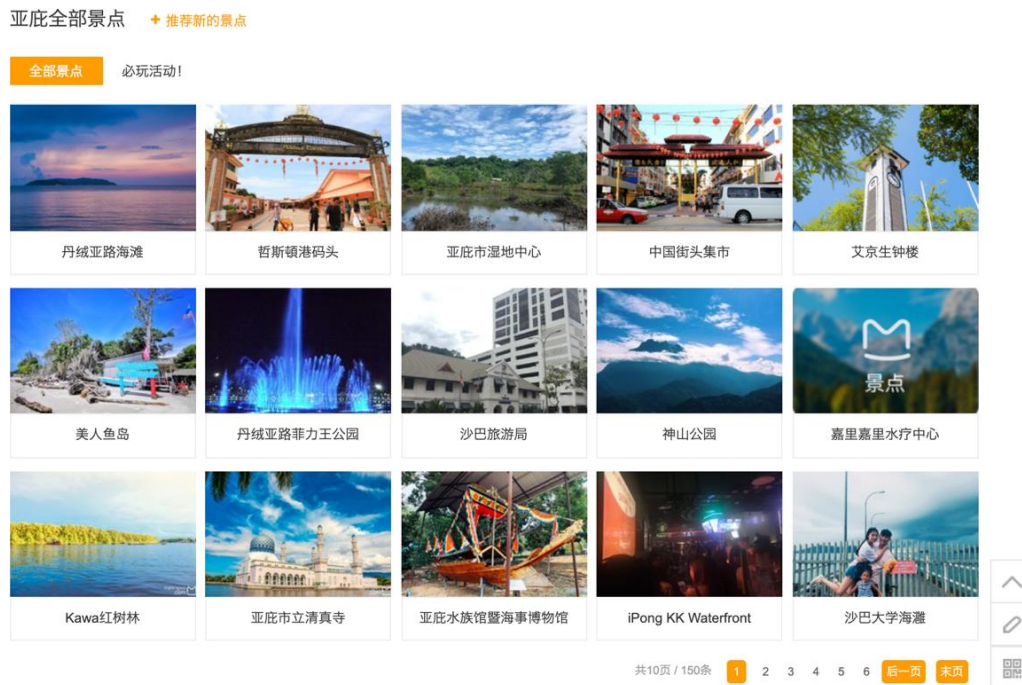 亚庇全部景点
+ 推荐新的景点
全部景点
必玩活动！
丹绒亚路海滩
哲斯頓港码头
亚庇市湿地中心
中国街头集市
艾京生钟楼
美人鱼岛
丹绒亚路菲力王公园
沙巴旅游局
神山公园
景点
嘉里嘉里水疗中心
Kawa红树林
亚庇市立清真寺
亚庇水族馆暨海事博物馆
iPong KK Waterfront
沙巴大学海灘
共10页 / 150条 1 2 3 4 5 6 后一页 末页